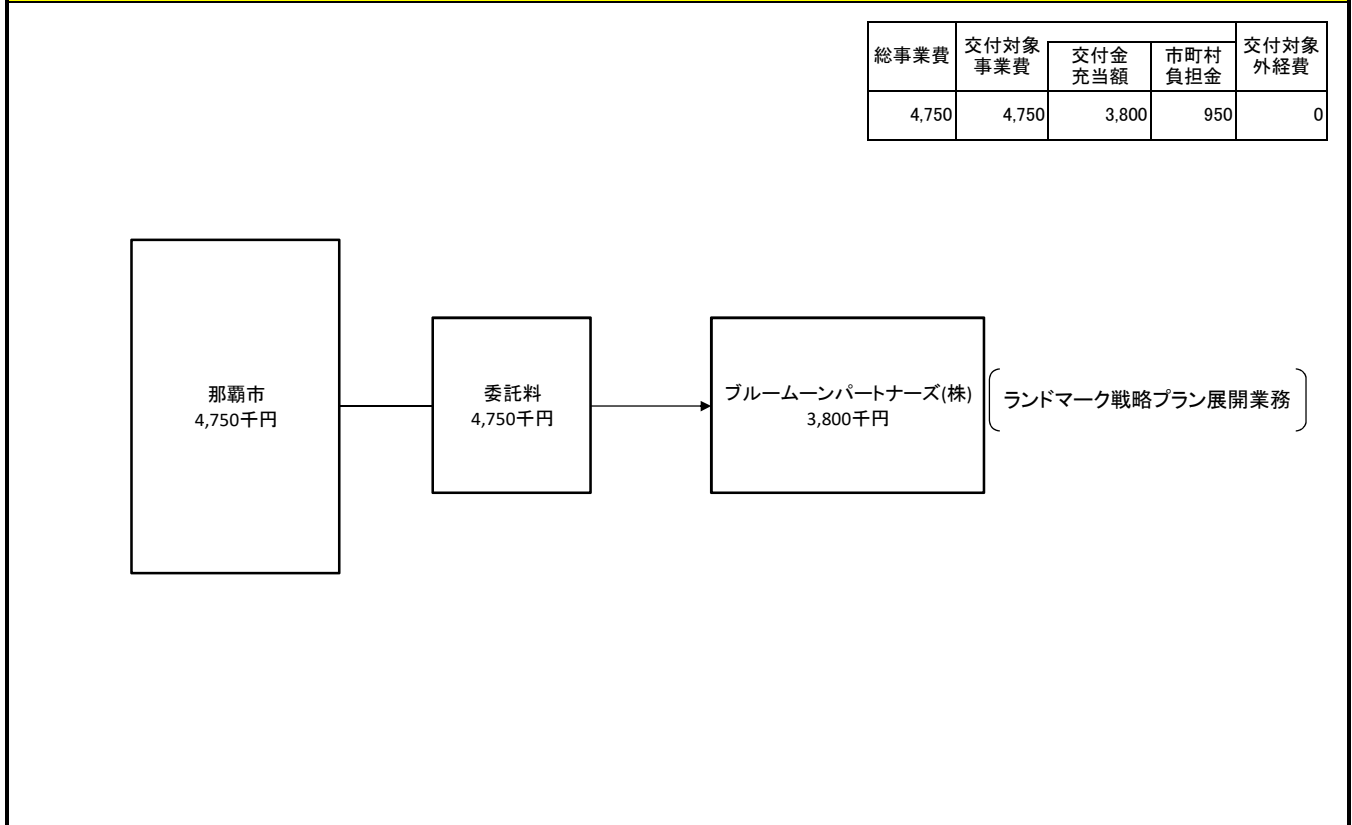 総事業費
交付対象
事業費
交付金
充当額
市町村
負担金
交付対象
外経費
4,750
4,750
3,800
950
0
那覇市
4,750千円
委託料
4,750千円
ブルームーンパートナーズ(株)
3,800千円
ランドマーク戦略プラン展開業務